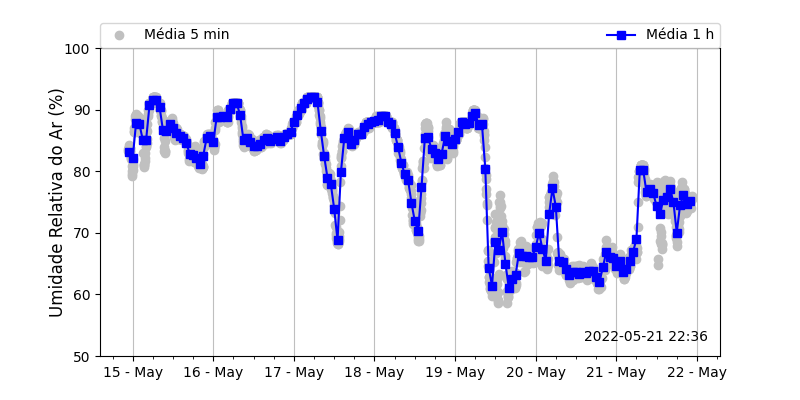 Média 5 min
Média 1 h
Umidade Relativa do Ar (%)
100
90
80
70
60
50
2022-05-21 22:36
15 - May
16 - May
17 - May
18 - May
19 - May
20 - May
21 - May
22 - May